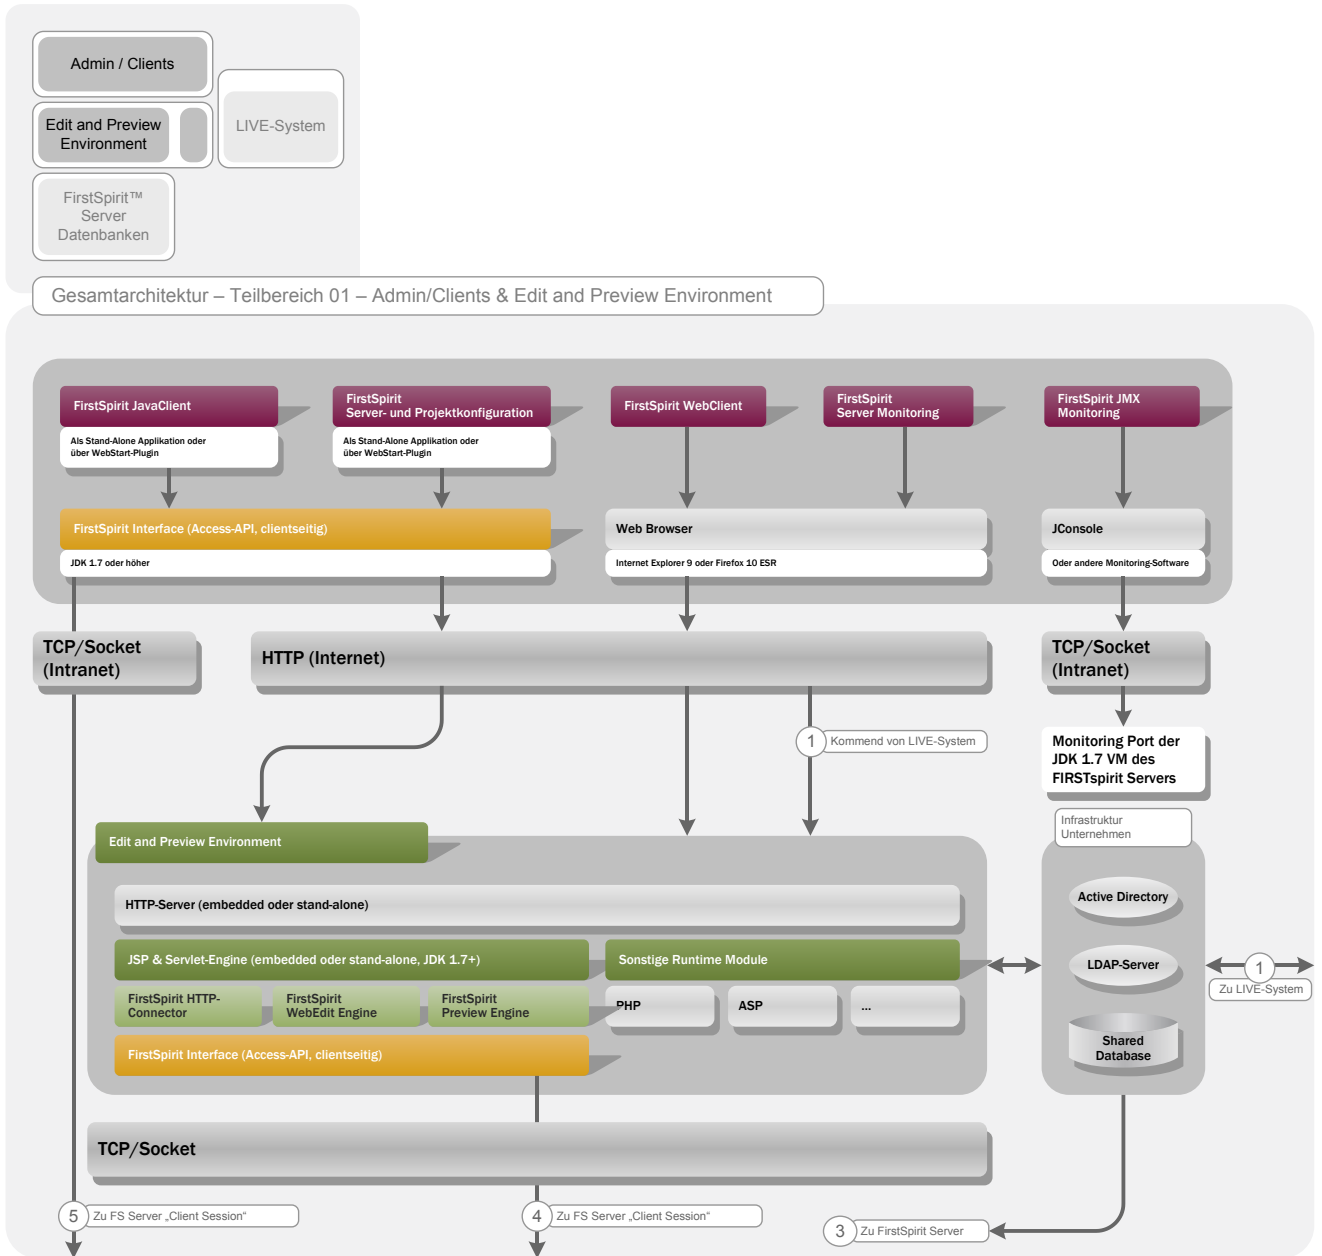 Admin / Clients
Edit and Preview
Environment
LIVE-System
FirstSpirit™
Server
Datenbanken
Gesamtarchitektur – Teilbereich 01 – Admin/Clients & Edit and Preview Environment
FirstSpirit JavaClient
Als Stand-Alone Applikation oder
über WebStart-Plugin
FirstSpirit
Server- und Projektkonfiguration
Als Stand-Alone Applikation oder
über WebStart-Plugin
FirstSpirit WebClient
FirstSpirit
Server Monitoring
FirstSpirit JMX
Monitoring
FirstSpirit Interface (Access-API, clientseitig)
JDK 1.7 oder höher
Web Browser
Internet Explorer 9 oder Firefox 10 ESR
JConsole
Oder andere Monitoring-Software
TCP/Socket
(Intranet)
HTTP (Internet)
TCP/Socket
(Intranet)
1
Kommend von LIVE-System
Monitoring Port der
JDK 1.7 VM des
FIRSTspirit Servers
Infrastruktur
Unternehmen
Edit and Preview Environment
HTTP-Server (embedded oder stand-alone)
JSP & Servlet-Engine (embedded oder stand-alone, JDK 1.7+)
Sonstige Runtime Module
FirstSpirit HTTP-
Connector
FirstSpirit
WebEdit Engine
FirstSpirit
Preview Engine
PHP
ASP
...
FirstSpirit Interface (Access-API, clientseitig)
Active Directory
LDAP-Server
Shared
Database
1
Zu LIVE-System
TCP/Socket
5
Zu FS Server „Client Session“
4
Zu FS Server „Client Session“
3
Zu FirstSpirit Server